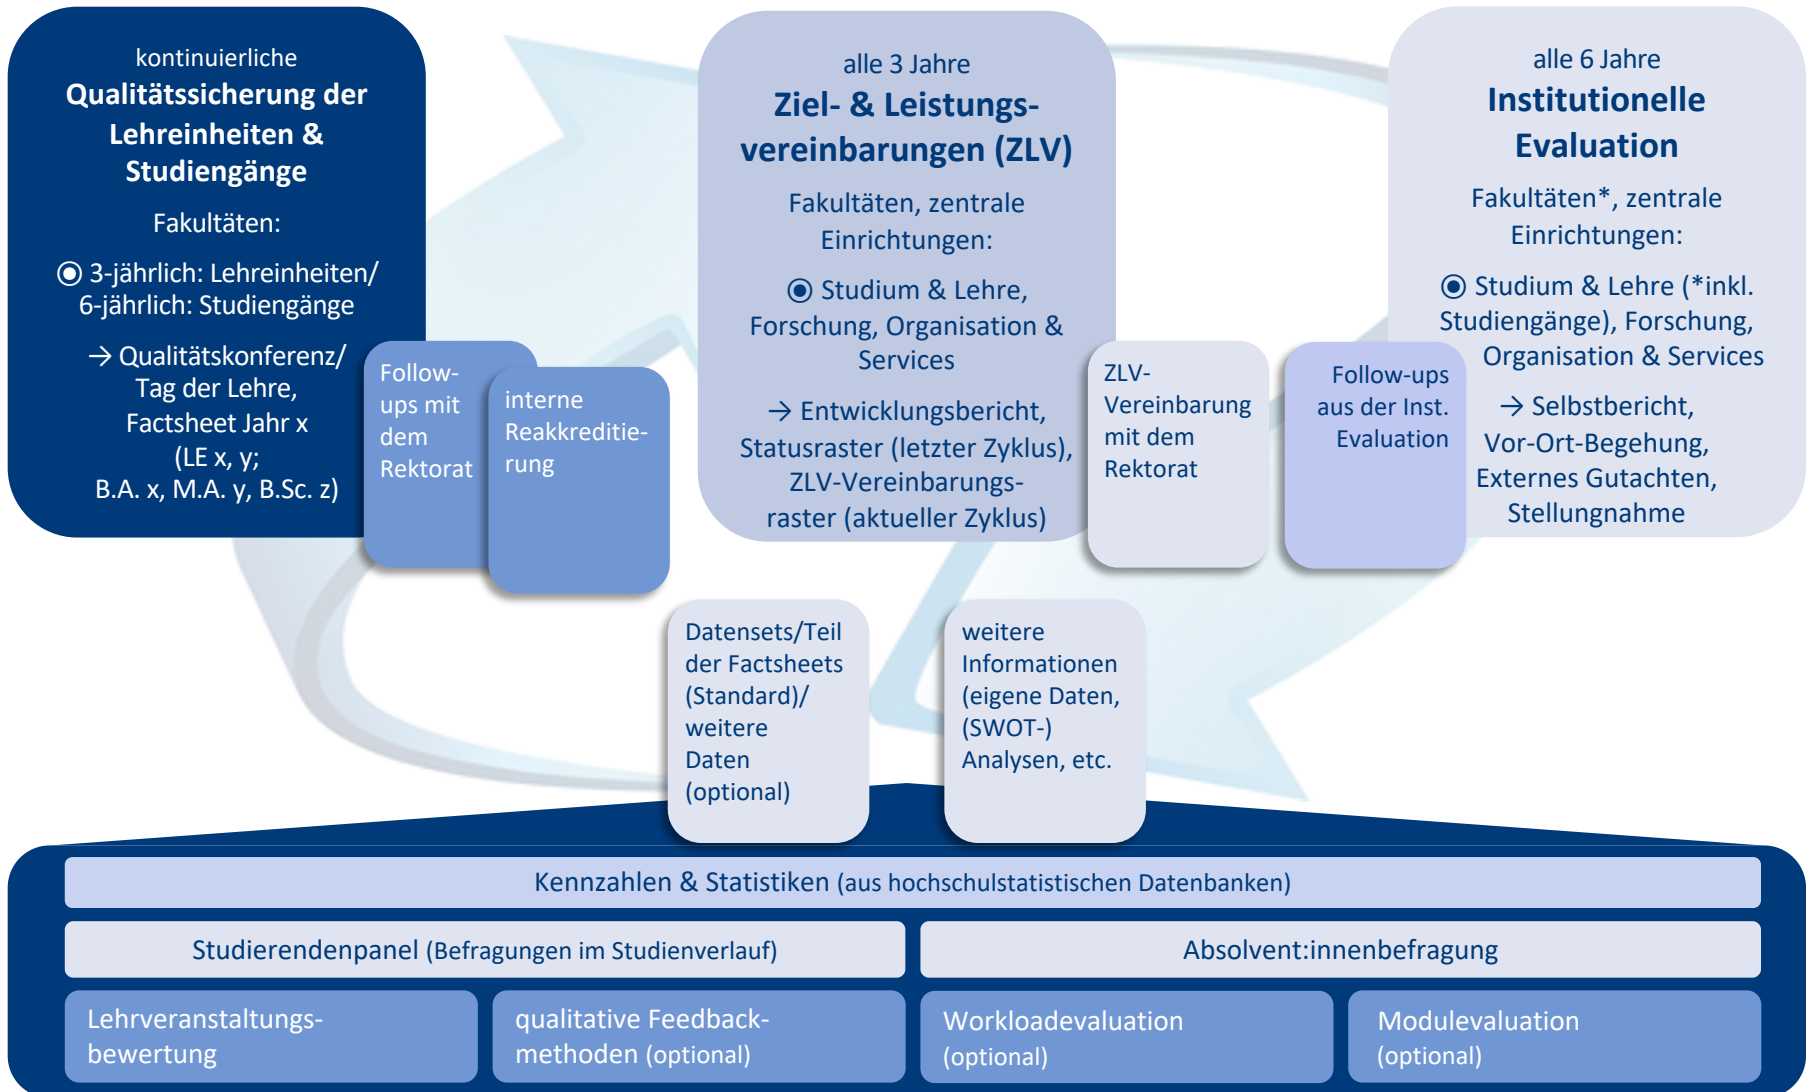 kontinuierliche
Qualitätssicherung der
Lehreinheiten &
Studiengänge
Fakultäten:
◉ 3-jährlich: Lehreinheiten/
6-jährlich: Studiengänge
→ Qualitätskonferenz/
Tag der Lehre,
Factsheet Jahr x
(LE x, y;
B.A. x, M.A. y, B.Sc. z)
Follow-
ups mit
dem
Rektorat
interne
Reakkreditie-
rung
alle 3 Jahre
Ziel- & Leistungs-
vereinbarungen (ZLV)
Fakultäten, zentrale
Einrichtungen:
◉ Studium & Lehre,
Forschung, Organisation &
Services
→ Entwicklungsbericht,
Statusraster (letzter Zyklus),
ZLV-Vereinbarungs-
raster (aktueller Zyklus)
ZLV-
Vereinbarung
mit dem
Rektorat
Follow-ups
aus der Inst.
Evaluation
alle 6 Jahre
Institutionelle
Evaluation
Fakultäten*, zentrale
Einrichtungen:
◉ Studium & Lehre (*inkl.
Studiengänge), Forschung,
Organisation & Services
→ Selbstbericht,
Vor-Ort-Begehung,
Externes Gutachten,
Stellungnahme
Datensets/Teil
der Factsheets
(Standard)/
weitere
Daten
(optional)
weitere
Informationen
(eigene Daten,
(SWOT-)
Analysen, etc.
Kennzahlen & Statistiken (aus hochschulstatistischen Datenbanken)
Studierendenpanel (Befragungen im Studienverlauf)
Absolvent:innenbefragung
Lehrveranstaltungs-
bewertung
qualitative Feedback-
methoden (optional)
Workloadevaluation
(optional)
Modulevaluation
(optional)